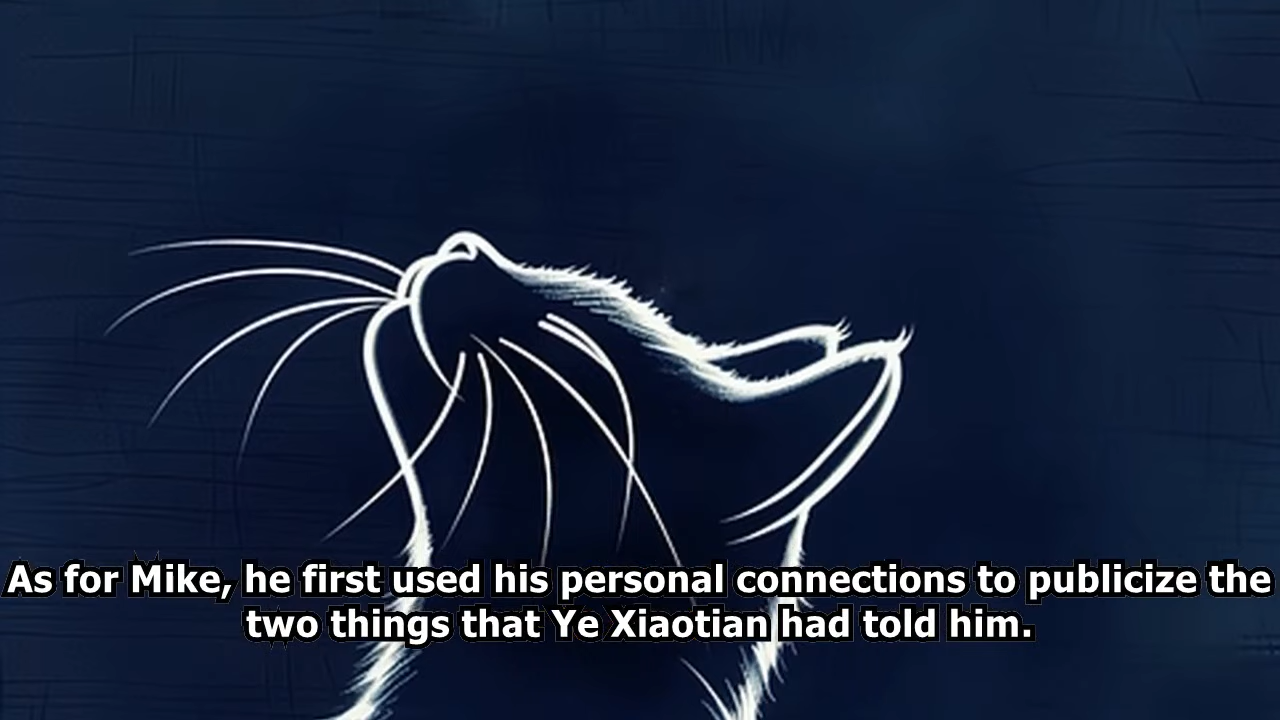 As for Mike, he first used his personal connections to publicize the
two things that Ye Xiaotian had told him.